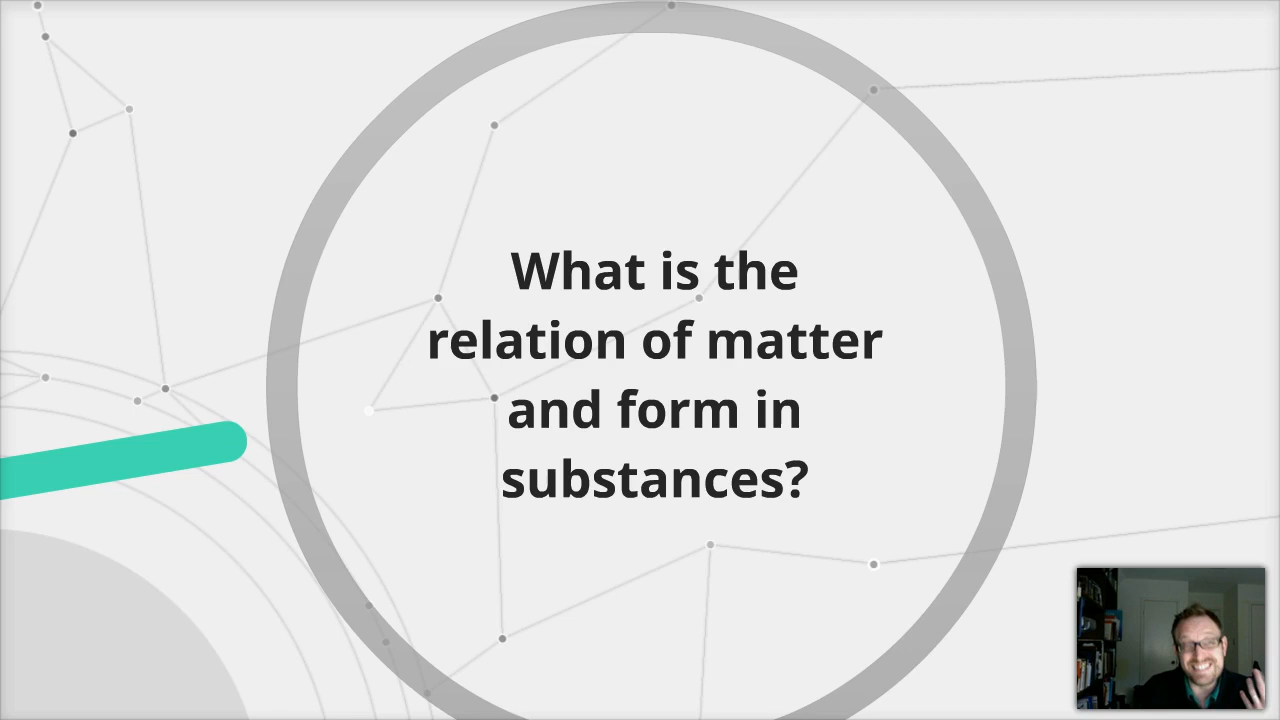 What is the
relation of matter
and form in
substances?